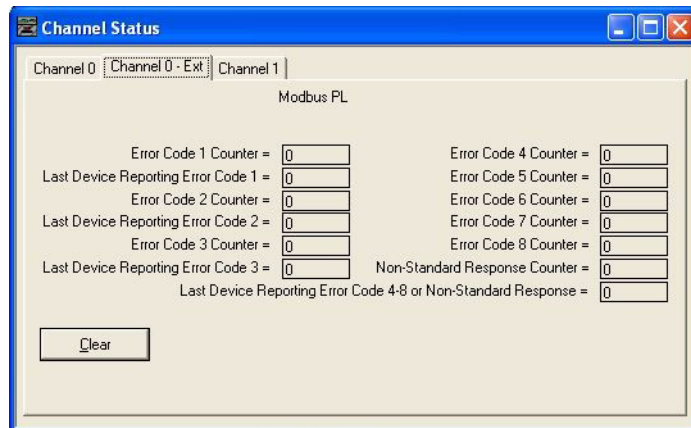 Channel Status
Channel 0 Channel 0 - Ext Channel 1
Modbus PL
Error Code 1 Counter = 0 Error Code 4 Counter = 0
Last Device Reporting Error Code 1 = 0 Error Code 5 Counter = 0
Error Code 2 Counter = 0 Error Code 6 Counter = 0
Last Device Reporting Error Code 2 = 0 Error Code 7 Counter = 0
Error Code 3 Counter = 0 Error Code 8 Counter = 0
Last Device Reporting Error Code 3 = 0 Non-Standard Response Counter = 0
Last Device Reporting Error Code 4-8 or Non-Standard Response = 0
Clear